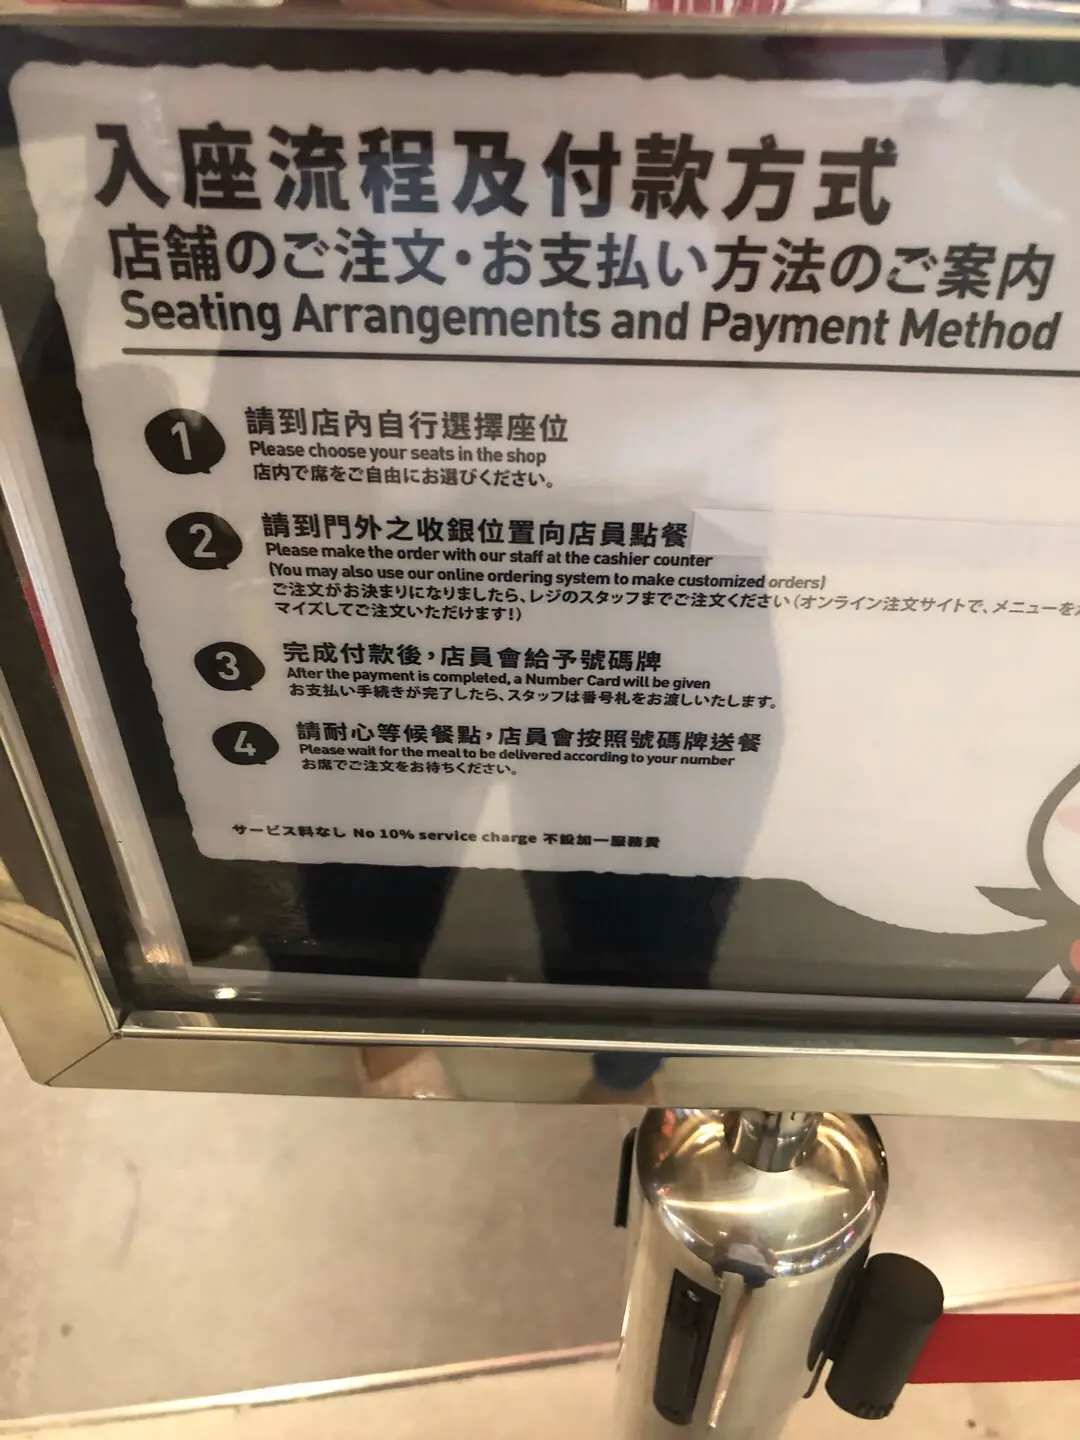 入座流程及付款方式
店舗のご注文・お支払い方法のご案内
Seating Arrangements and Payment Method
1 請到店內自行選擇座位
Please choose your seats in the shop
店内で席をご自由にお選びください。
2 請到門外之收銀位置向店員點餐
Please make the order with our staff at the cashier counter
(You may also use our online ordering system to make customized orders)
ご注文がお決まりになりましたら、レジのスタッフまでご注文ください（オンライン注文サイトで、メニューを
マイズしてご注文いただけます！）
3 完成付款後，店員會給予號碼牌
After the payment is completed, a Number Card will be given
お支払い手続きが完了したら、スタッフは番号札をお渡しいたします。
4 請耐心等候餐點，店員會按照號碼牌送餐
Please wait for the meal to be delivered according to your number
お席でご注文をお待ちください。
サービス料なし No 10% service charge 不設加一服務費